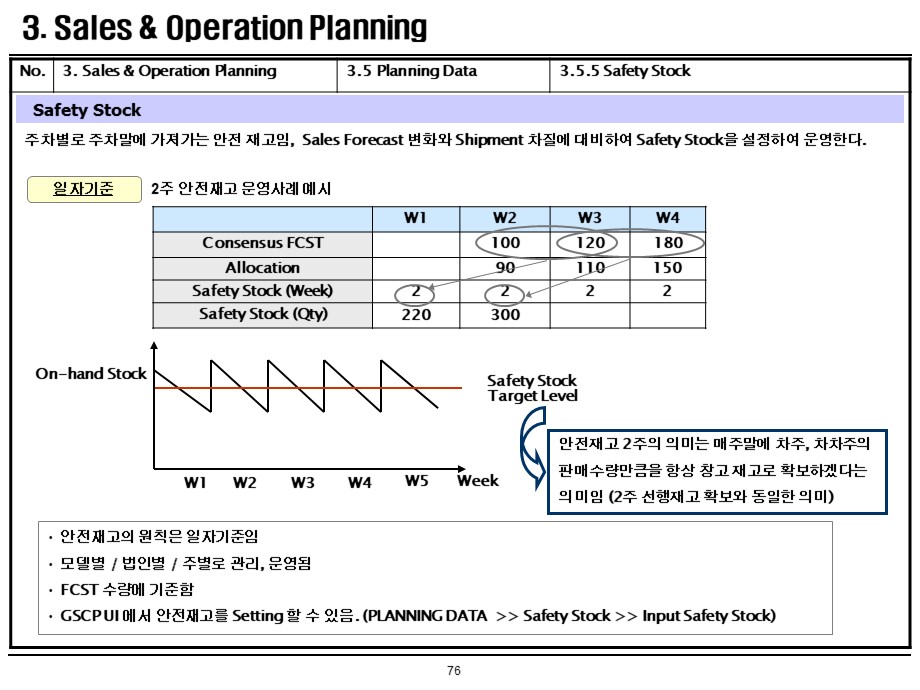 3. Sales & Operation Planning
No. 3. Sales & Operation Planning 3.5 Planning Data 3.5.5 Safety Stock
Safety Stock
주차별로 주차말에 가져가는 안전 재고임, Sales Forecast 변화와 Shipment 차질에 대비하여 Safety Stock을 설정하여 운영한다.
일자기준 2주 안전재고 운영사례 예시
W1 W2 W3 W4
Consensus FCST 100 120 180
Allocation 90 110 150
Safety Stock (Week) 2 2 2 2
Safety Stock (Qty) 220 300
On-hand Stock
Safety Stock
Target Level
안전재고 2주의 의미는 매주말에 차주, 차차주의
판매수량만큼을 항상 창고 재고로 확보하겠다는
의미임 (2주 선행재고 확보와 동일한 의미)
W1 W2 W3 W4 W5 Week
· 안전재고의 원칙은 일자기준임
· 모델별 / 법인별 / 주별로 관리, 운영됨
· FCST 수량에 기준함
· GSCP UI 에서 안전재고를 Setting 할 수 있음. (PLANNING DATA >> Safety Stock >> Input Safety Stock)
76